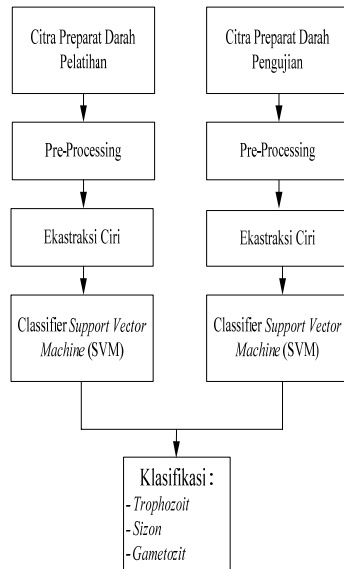 Citra Preparat Darah
Pelatihan
Pre-Processing
Ekastraksi Ciri
Classifier Support Vector
Machine (SVM)
Citra Preparat Darah
Pengujian
Pre-Processing
Ekastraksi Ciri
Classifier Support Vector
Machine (SVM)
Klasifikasi :
- Trophozoit
- Sizon
- Gametozit